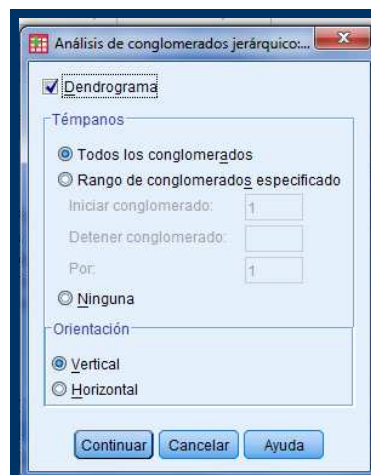 Análisis de conglomerados jerárquico:...
Dendrograma
Témpanos
Todos los conglomerados
Rango de conglomerados especificado
Iniciar conglomerado: 1
Detener conglomerado:
Por: 1
Ninguna
Orientación
Vertical
Horizontal
Continuar Cancelar Ayuda